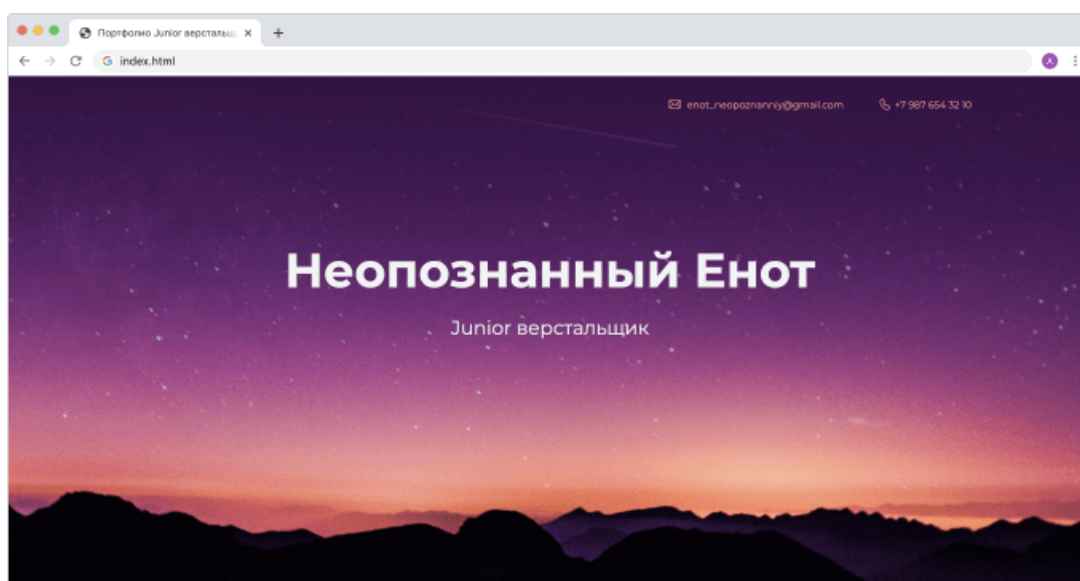 Портфолио Junior верстальщ
index.html
enot_neopoznanniy@gmail.com +7 987 654 32 10
Неопознанный Енот
Junior верстальщик